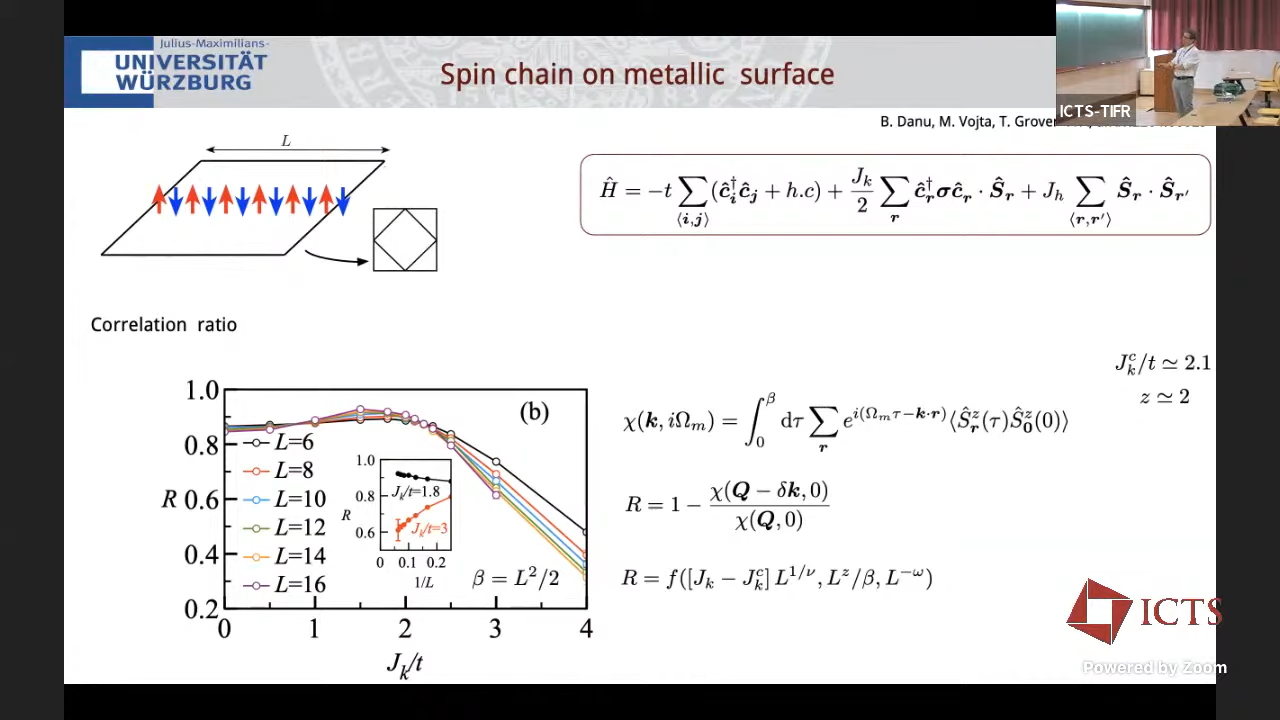 Julius-Maximilians-
UNIVERSITÄT
WÜRZBURG
Spin chain on metallic surface
ICTS-TIFR
B. Danu, M. Vojta, T. Grover
L
Ĥ = −t ∑⟨i,j⟩ (ĉ†_i ĉ_j + h.c) + J_k/2 ∑_r ĉ†_r σ ĉ_r · Ŝ_r + J_h ∑⟨r,r′⟩ Ŝ_r · Ŝ_r′
Correlation ratio
J_k^c/t ≃ 2.1
z ≃ 2
χ(k, iΩ_m) = ∫_0^β dτ ∑_r e^{i(Ω_m τ−k·r)} ⟨Ŝ^z_r(τ)Ŝ^z_0(0)⟩
R = 1 − χ(Q − δk, 0) / χ(Q, 0)
R = f([J_k − J_k^c] L^{1/ν}, L^z/β, L^{−ω})
(b)
1.0
0.8
R 0.6
0.4
0.2
L=6
L=8
L=10
L=12
L=14
L=16
1.0
0.8
R
0.6
J_k/t=1.8
J_k/t=3
0 0.1 0.2
1/L
β = L²/2
0 1 2 3 4
J_k/t
ICTS
Powered by Zoom